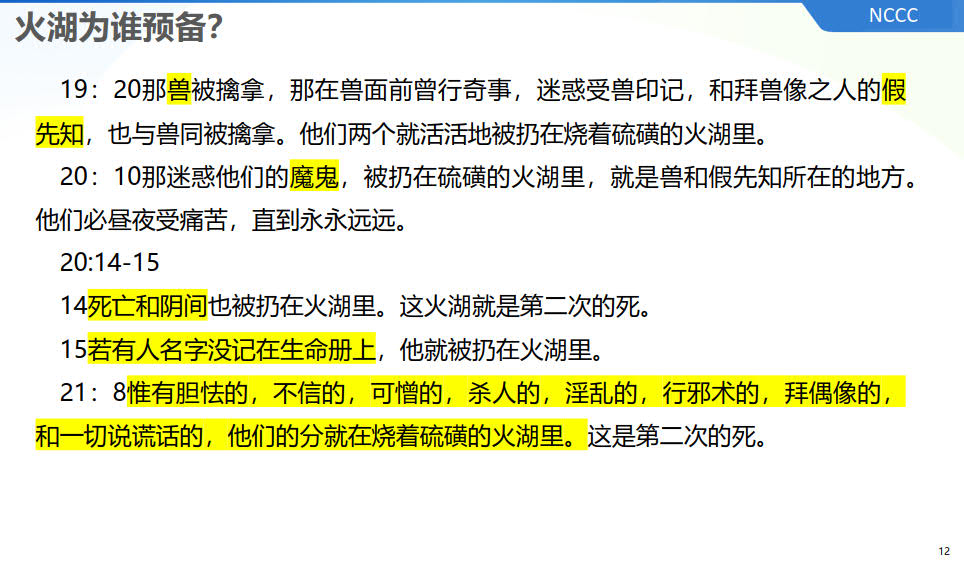 火湖为谁预备？
NCCC
19：20那兽被擒拿，那在兽面前曾行奇事，迷惑受兽印记，和拜兽像之人的假
先知，也与兽同被擒拿。他们两个就活活地被扔在烧着硫磺的火湖里。
20：10那迷惑他们的魔鬼，被扔在硫磺的火湖里，就是兽和假先知所在的地方。
他们必昼夜受痛苦，直到永永远远。
20:14-15
14死亡和阴间也被扔在火湖里。这火湖就是第二次的死。
15若有人名字没记在生命册上，他就被扔在火湖里。
21：8惟有胆怯的，不信的，可憎的，杀人的，淫乱的，行邪术的，拜偶像的，
和一切说谎话的，他们的分就在烧着硫磺的火湖里。这是第二次的死。
12